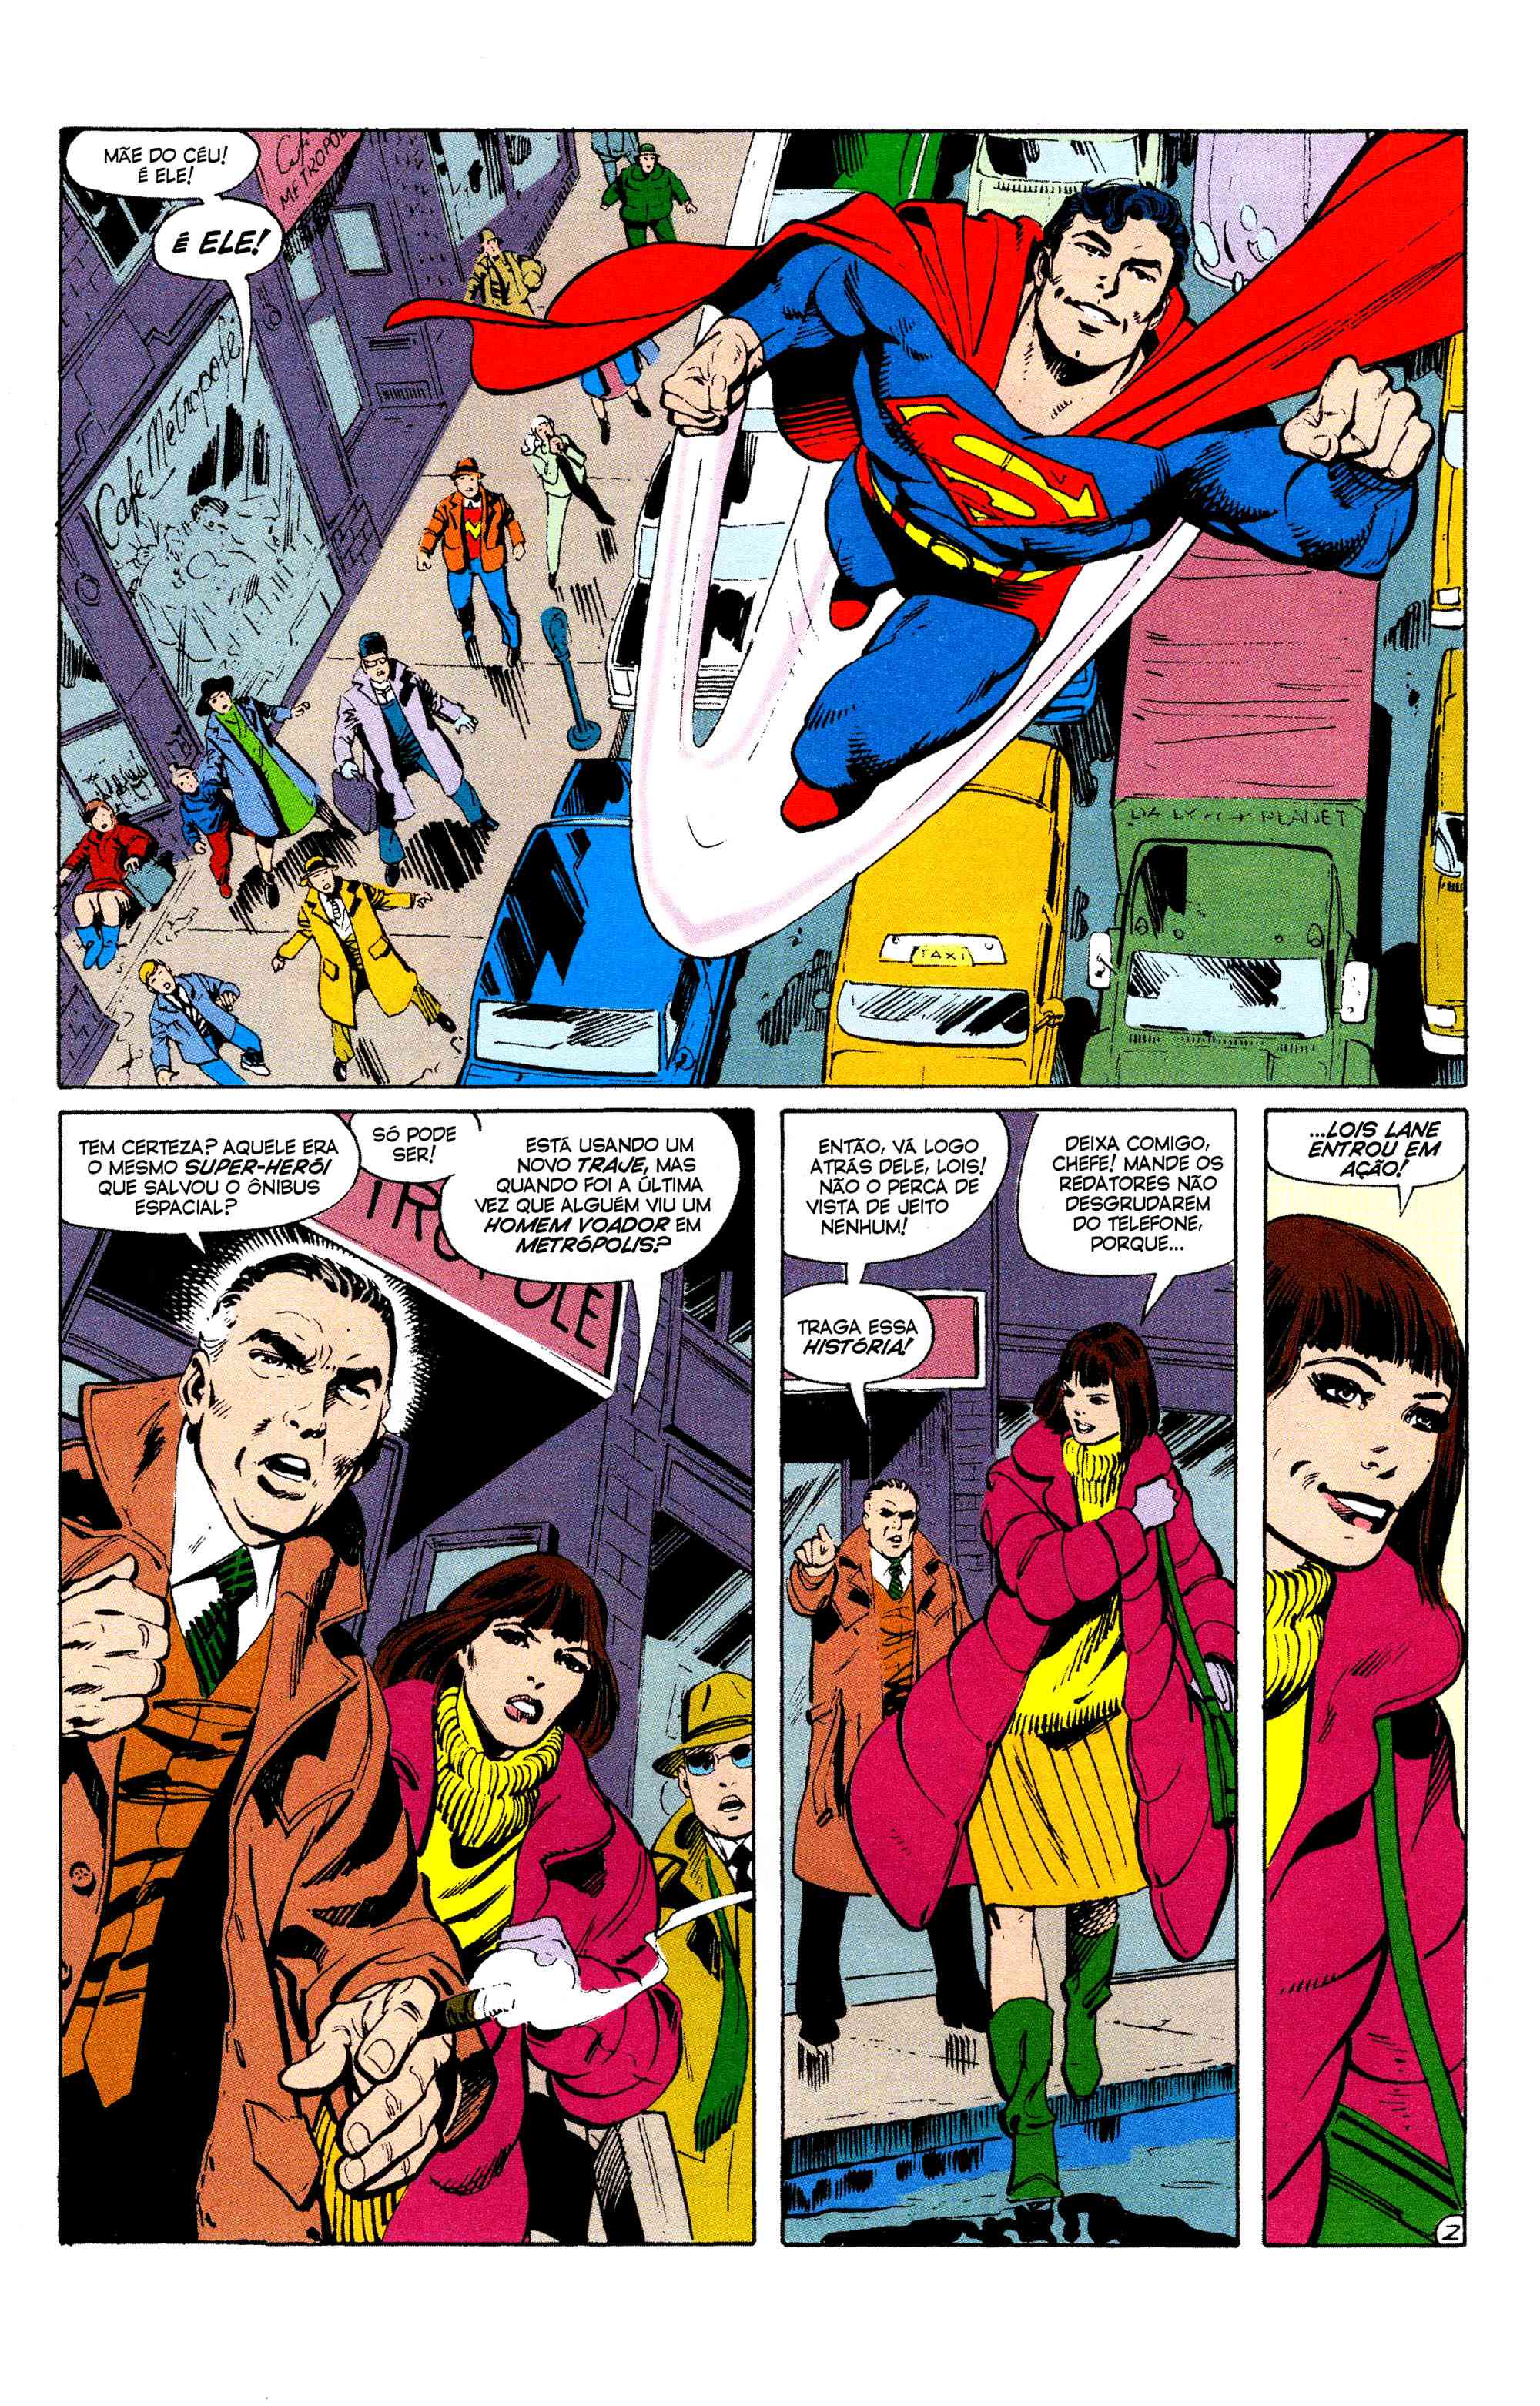 MÃE DO CÉU!
É ELE!
É ELE!
Café
METROPOL
Café Metropole
DAILY PLANET
TAXI
TEM CERTEZA? AQUELE ERA
O MESMO SUPER-HERÓI
QUE SALVOU O ÔNIBUS
ESPACIAL?
SÓ PODE
SER!
ESTÁ USANDO UM
NOVO TRAJE, MAS
QUANDO FOI A ÚLTIMA
VEZ QUE ALGUÉM VIU UM
HOMEM VOADOR EM
METRÓPOLIS?
TROPOLE
ENTÃO, VÁ LOGO
ATRÁS DELE, LOIS!
NÃO O PERCA DE
VISTA DE JEITO
NENHUM!
TRAGA ESSA
HISTÓRIA!
DEIXA COMIGO,
CHEFE! MANDE OS
REDATORES NÃO
DESGRUDAREM
DO TELEFONE,
PORQUE...
...LOIS LANE
ENTROU EM
AÇÃO!
2